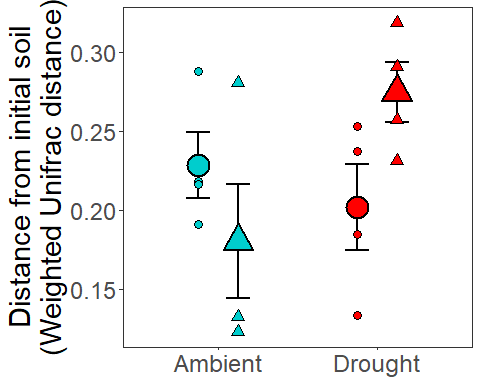 Distance from initial soil
(Weighted Unifrac distance)
0.30
0.25
0.20
0.15
Ambient
Drought